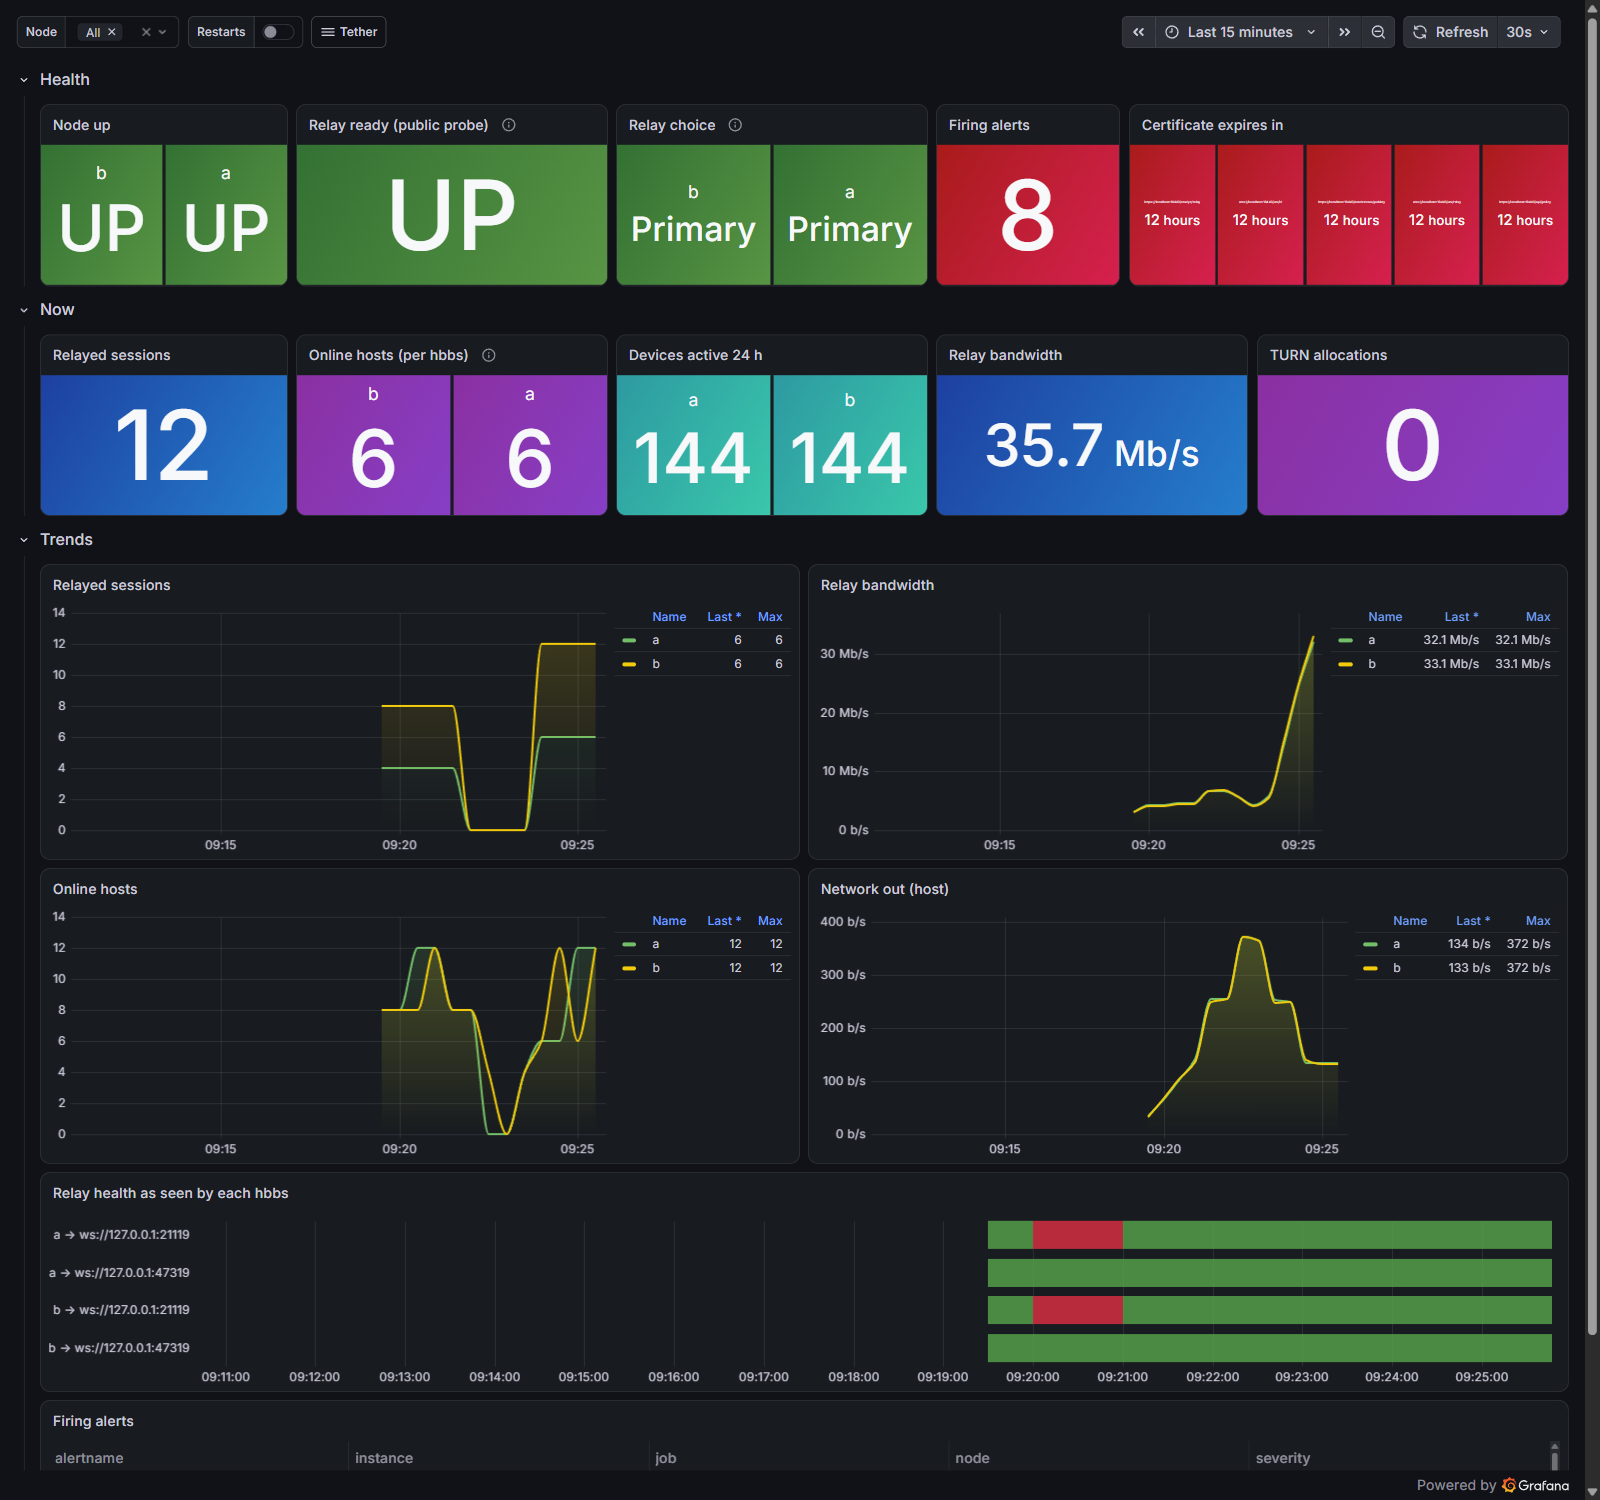 Node All × × Restarts Tether Last 15 minutes Refresh 30s
Health
Node up
b
UP
a
UP
Relay ready (public probe)
UP
Relay choice
b
Primary
a
Primary
Firing alerts
8
Certificate expires in
12 hours
12 hours
12 hours
12 hours
12 hours
Now
Relayed sessions
12
Online hosts (per hbbs)
b
6
a
6
Devices active 24 h
a
144
b
144
Relay bandwidth
35.7 Mb/s
TURN allocations
0
Trends
Relayed sessions
14
12
10
8
6
4
2
0
09:15 09:20 09:25
Name Last * Max
a 6 6
b 6 6
Relay bandwidth
30 Mb/s
20 Mb/s
10 Mb/s
0 b/s
09:15 09:20 09:25
Name Last * Max
a 32.1 Mb/s 32.1 Mb/s
b 33.1 Mb/s 33.1 Mb/s
Online hosts
14
12
10
8
6
4
2
0
09:15 09:20 09:25
Name Last * Max
a 12 12
b 12 12
Network out (host)
400 b/s
300 b/s
200 b/s
100 b/s
0 b/s
09:15 09:20 09:25
Name Last * Max
a 134 b/s 372 b/s
b 133 b/s 372 b/s
Relay health as seen by each hbbs
a → ws://127.0.0.1:21119
a → ws://127.0.0.1:47319
b → ws://127.0.0.1:21119
b → ws://127.0.0.1:47319
09:11:00 09:12:00 09:13:00 09:14:00 09:15:00 09:16:00 09:17:00 09:18:00 09:19:00 09:20:00 09:21:00 09:22:00 09:23:00 09:24:00 09:25:00
Firing alerts
alertname instance job node severity
Powered by Grafana